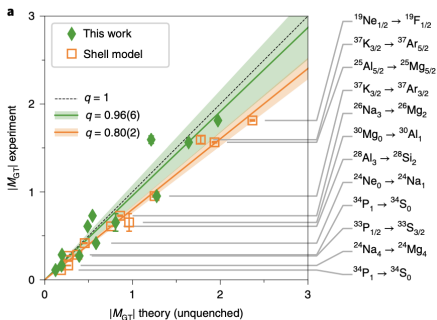 a
This work
Shell model
q = 1
q = 0.96(6)
q = 0.80(2)
3
2
1
0
|M_GT| experiment
0
1
2
3
|M_GT| theory (unquenched)
¹⁹Ne₁/₂ → ¹⁹F₁/₂
³⁷K₃/₂ → ³⁷Ar₅/₂
²⁵Al₅/₂ → ²⁵Mg₅/₂
³⁷K₃/₂ → ³⁷Ar₃/₂
²⁶Na₃ → ²⁶Mg₂
³⁰Mg₀ → ³⁰Al₁
²⁸Al₃ → ²⁸Si₂
²⁴Ne₀ → ²⁴Na₁
³⁴P₁ → ³⁴S₀
³³P₁/₂ → ³³S₃/₂
²⁴Na₄ → ²⁴Mg₄
³⁴P₁ → ³⁴S₀